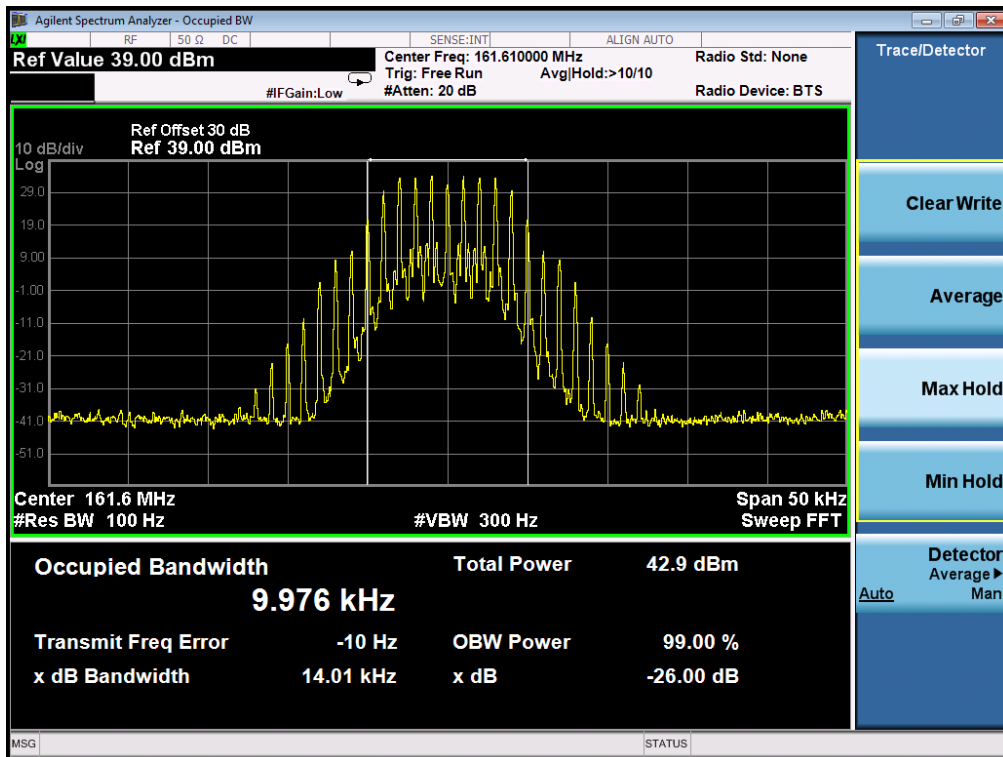 Agilent Spectrum Analyzer - Occupied BW
LXI RF 50 Ω DC SENSE:INT ALIGN AUTO
Ref Value 39.00 dBm
Center Freq: 161.610000 MHz
Radio Std: None
Trig: Free Run Avg|Hold:>10/10
#IFGain:Low
#Atten: 20 dB
Radio Device: BTS
Ref Offset 30 dB
10 dB/div Ref 39.00 dBm
Log
29.0
19.0
9.00
-1.00
-11.0
-21.0
-31.0
-41.0
-51.0
Center 161.6 MHz Span 50 kHz
#Res BW 100 Hz #VBW 300 Hz Sweep FFT
Occupied Bandwidth Total Power 42.9 dBm
9.976 kHz
Transmit Freq Error -10 Hz OBW Power 99.00 %
x dB Bandwidth 14.01 kHz x dB -26.00 dB
MSG STATUS
Trace/Detector
Clear Write
Average
Max Hold
Min Hold
Detector
Average
Auto Man